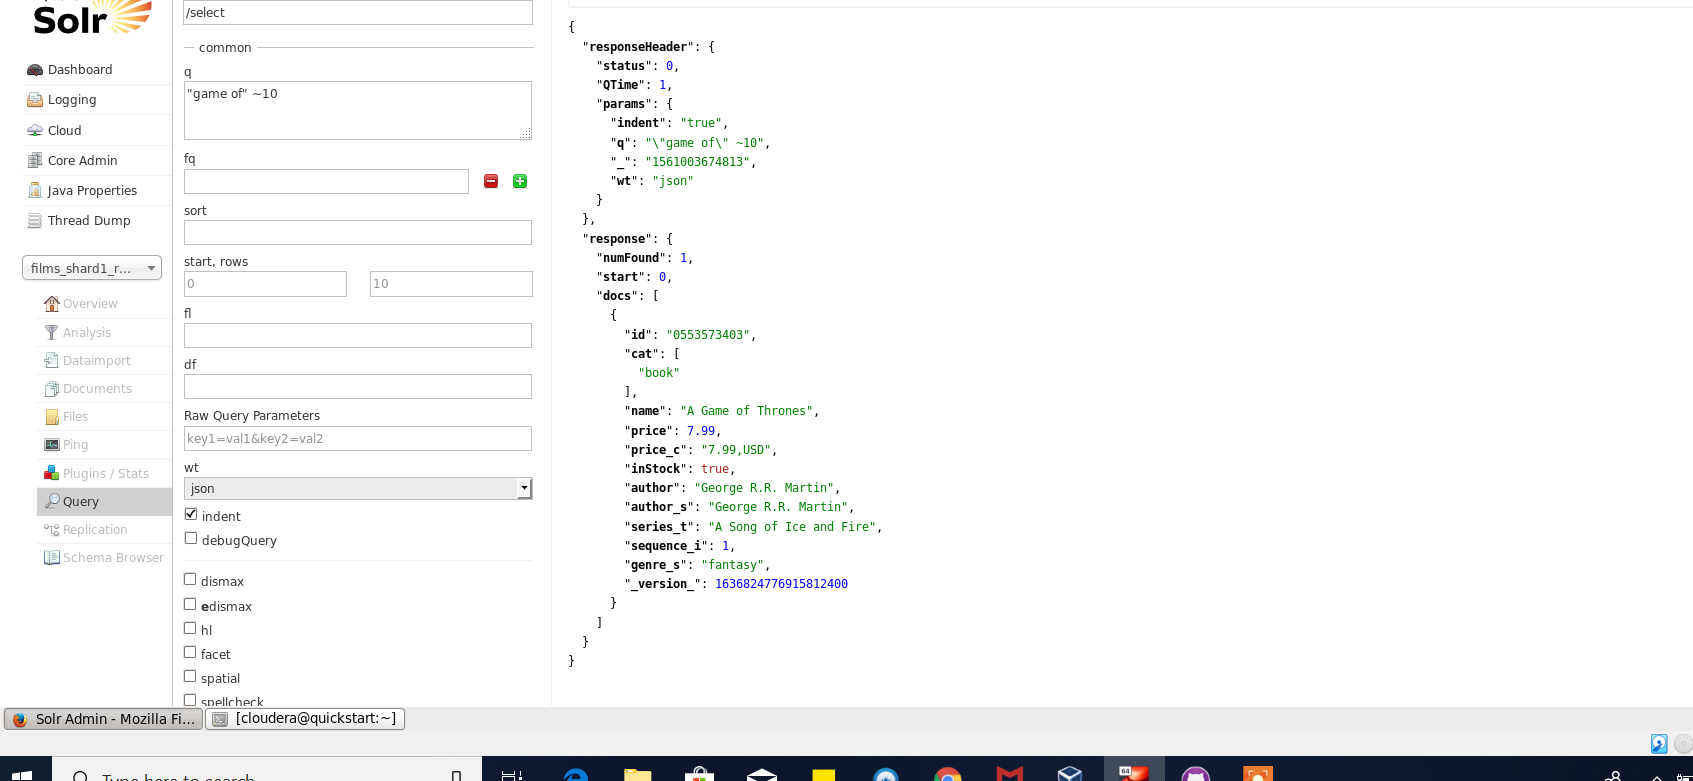 Solr
Dashboard
Logging
Cloud
Core Admin
Java Properties
Thread Dump
films_shard1_r...
Overview
Analysis
Dataimport
Documents
Files
Ping
Plugins / Stats
Query
Replication
Schema Browser
/select
common
q
"game of" ~10
fq
sort
start, rows
0 10
fl
df
Raw Query Parameters
key1=val1&key2=val2
wt
json
indent
debugQuery
dismax
edismax
hl
facet
spatial
spellcheck
{
"responseHeader": {
"status": 0,
"QTime": 1,
"params": {
"indent": "true",
"q": "\"game of\" ~10",
"_": "1561003674813",
"wt": "json"
}
},
"response": {
"numFound": 1,
"start": 0,
"docs": [
{
"id": "0553573403",
"cat": [
"book"
],
"name": "A Game of Thrones",
"price": 7.99,
"price_c": "7.99,USD",
"inStock": true,
"author": "George R.R. Martin",
"author_s": "George R.R. Martin",
"series_t": "A Song of Ice and Fire",
"sequence_i": 1,
"genre_s": "fantasy",
"_version_": 1636824776915812400
}
]
}
}
Solr Admin - Mozilla Fi...
[cloudera@quickstart:~]
Type here to search
64